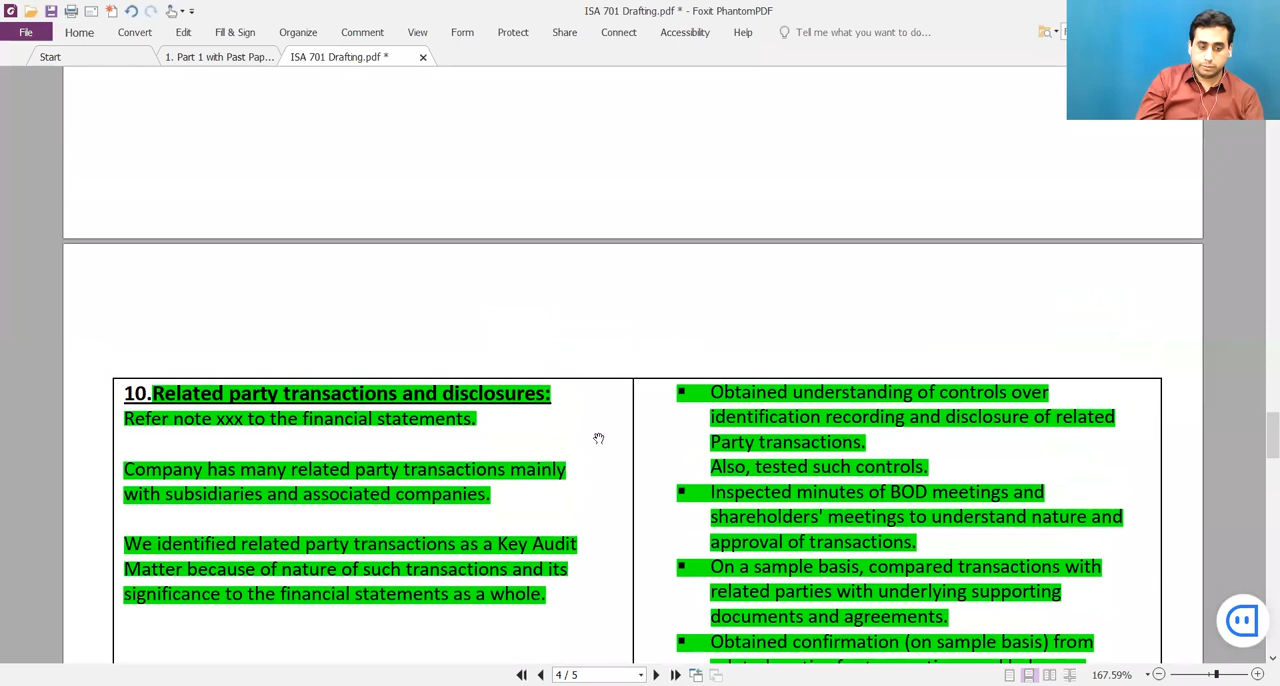 ISA 701 Drafting.pdf * - Foxit PhantomPDF
File Home Convert Edit Fill & Sign Organize Comment View Form Protect Share Connect Accessibility Help Tell me what you want to do...
Start 1. Part 1 with Past Pap... ISA 701 Drafting.pdf *
10.Related party transactions and disclosures:
Refer note xxx to the financial statements.
Company has many related party transactions mainly
with subsidiaries and associated companies.
We identified related party transactions as a Key Audit
Matter because of nature of such transactions and its
significance to the financial statements as a whole.
▪ Obtained understanding of controls over
identification recording and disclosure of related
Party transactions.
Also, tested such controls.
▪ Inspected minutes of BOD meetings and
shareholders' meetings to understand nature and
approval of transactions.
▪ On a sample basis, compared transactions with
related parties with underlying supporting
documents and agreements.
▪ Obtained confirmation (on sample basis) from
4 / 5
167.59%